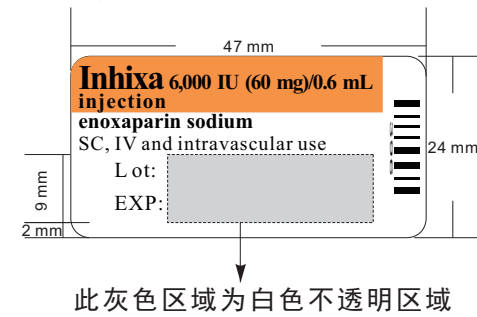 47 mm
Inhixa 6,000 IU (60 mg)/0.6 mL
injection
enoxaparin sodium
SC, IV and intravascular use
Lot:
EXP:
24 mm
9 mm
2 mm
此灰色区域为白色不透明区域